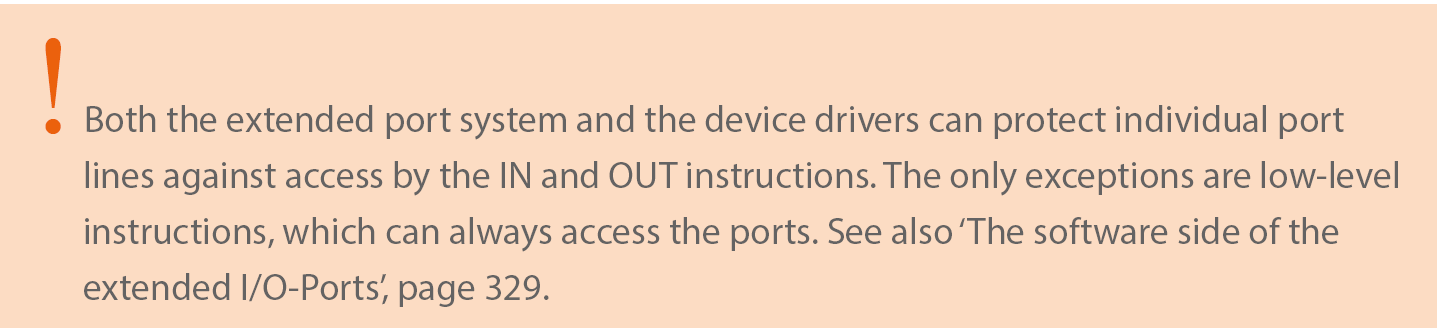 ! Both the extended port system and the device drivers can protect individual port
lines against access by the IN and OUT instructions. The only exceptions are low-level
instructions, which can always access the ports. See also ‘The software side of the
extended I/O-Ports’, page 329.